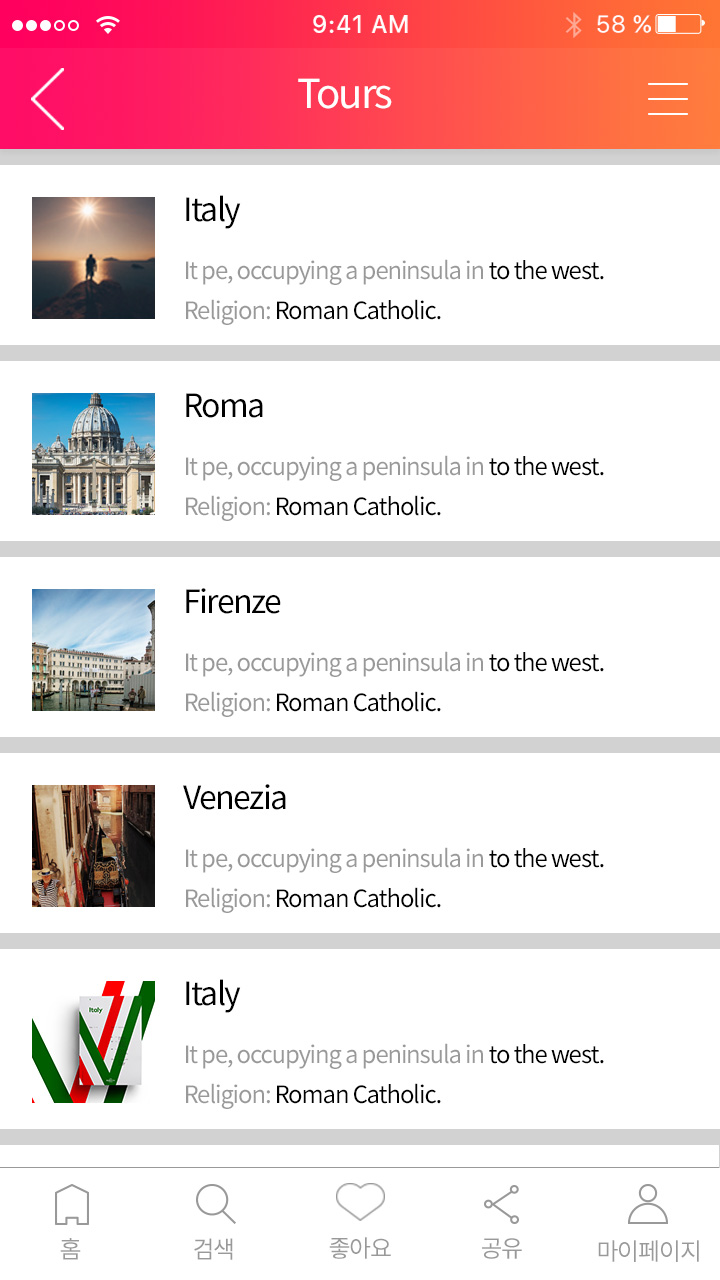 9:41 AM
58 %
Tours
Italy
It pe, occupying a peninsula in to the west.
Religion: Roman Catholic.
Roma
It pe, occupying a peninsula in to the west.
Religion: Roman Catholic.
Firenze
It pe, occupying a peninsula in to the west.
Religion: Roman Catholic.
Venezia
It pe, occupying a peninsula in to the west.
Religion: Roman Catholic.
Italy
Italy
It pe, occupying a peninsula in to the west.
Religion: Roman Catholic.
홈
검색
좋아요
공유
마이페이지